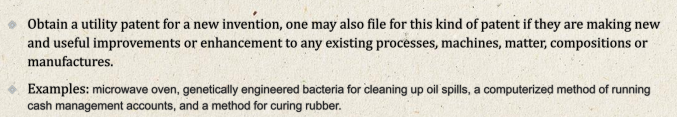 Obtain a utility patent for a new invention, one may also file for this kind of patent if they are making new
and useful improvements or enhancement to any existing processes, machines, matter, compositions or
manufactures.
Examples: microwave oven, genetically engineered bacteria for cleaning up oil spills, a computerized method of running
cash management accounts, and a method for curing rubber.